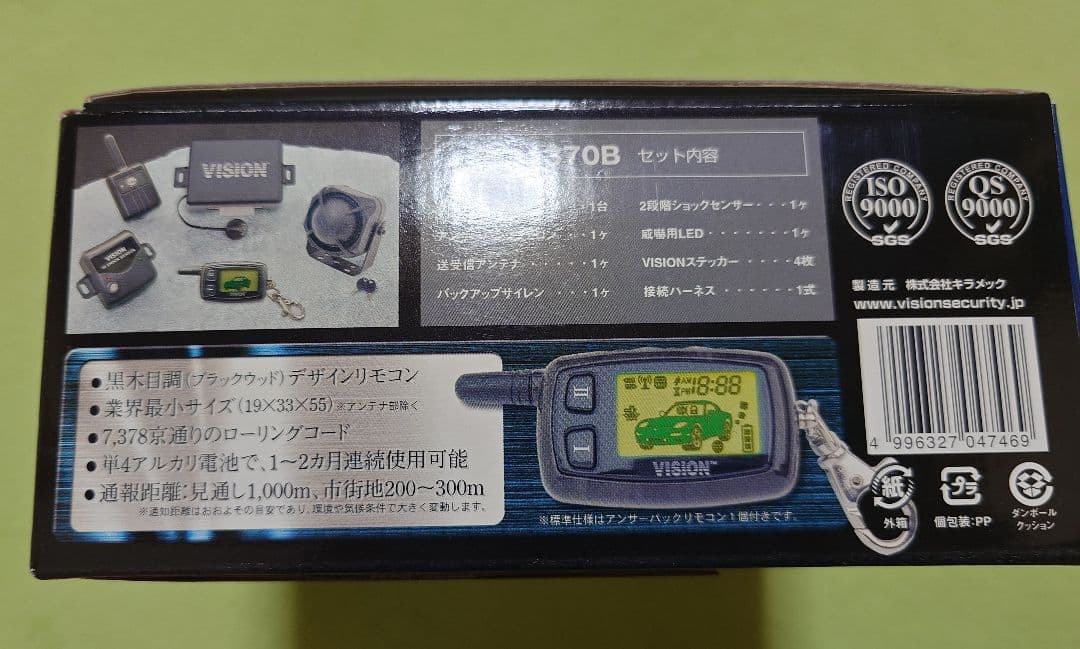 VISION
VISION
70B セット内容
・1台
ンテナ・・・・1ケ
送受信アンテナ・・・・1ケ
バックアップサイレン・・・・1ケ
2段階ショックセンサー・・・1ケ
威嚇用LED・・・・・・・1ケ
VISIONステッカー・・・・4枚
接続ハーネス・・・・・・1式
REGISTERED COMPANY
ISO
9000
SGS
REGISTERED COMPANY
QS
9000
SGS
製造元 株式会社キラメック
www.visionsecurity.jp
4 996327 047469
●黒木目調(ブラックウッド)デザインリモコン
●業界最小サイズ(19×33×55)※アンテナ部除く
●7,378京通りのローリングコード
●単4アルカリ電池で、1〜2カ月連続使用可能
●通報距離:見通し1,000m、市街地200〜300m
※通知距離はおおよその目安であり、環境や気候条件で大きく変動します。
II
I
AM
PM
18:88
VISION™
※標準仕様はアンサーバックリモコン1個付きです。
紙
外箱
プラ
個包装:PP
ダンボール
クッション